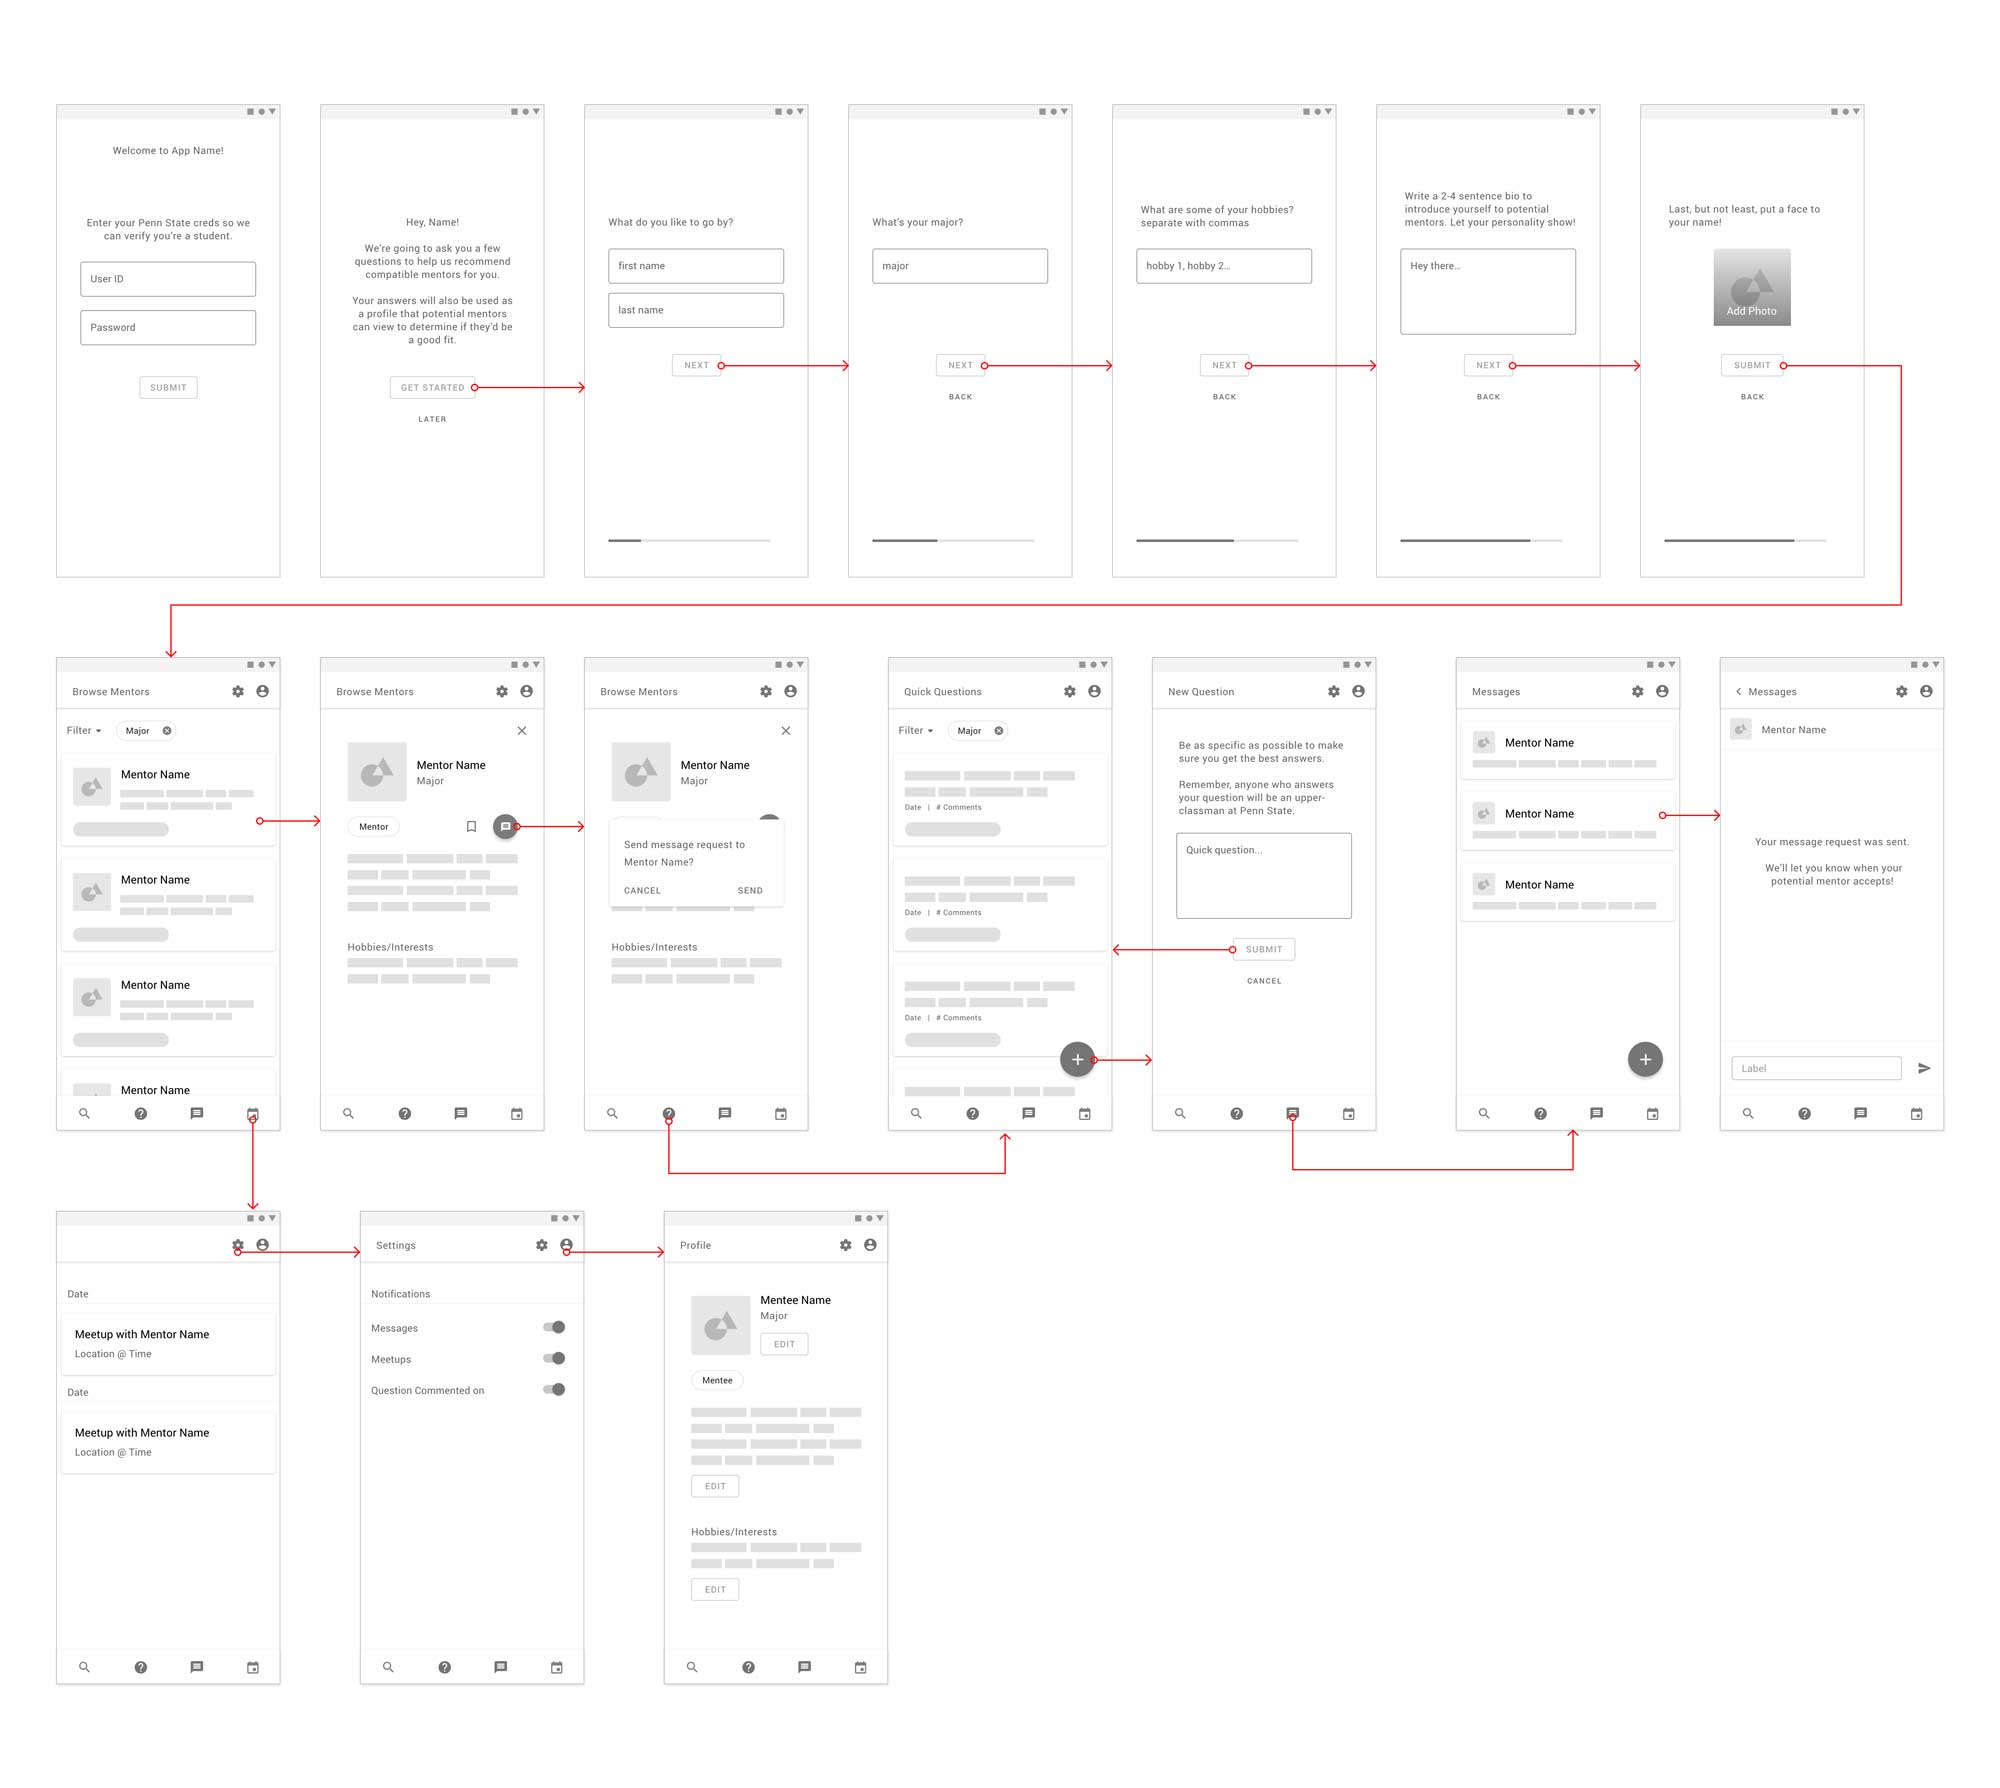 Welcome to App Name!
Enter your Penn State creds so we
can verify you're a student.
User ID
Password
SUBMIT
Hey, Name!
We're going to ask you a few
questions to help us recommend
compatible mentors for you.
Your answers will also be used as
a profile that potential mentors
can view to determine if they'd be
a good fit.
GET STARTED
LATER
What do you like to go by?
first name
last name
NEXT
What's your major?
major
NEXT
BACK
What are some of your hobbies?
separate with commas
hobby 1, hobby 2...
NEXT
BACK
Write a 2-4 sentence bio to
introduce yourself to potential
mentors. Let your personality show!
Hey there...
NEXT
BACK
Last, but not least, put a face to
your name!
Add Photo
SUBMIT
BACK
Browse Mentors
Filter
Major
Mentor Name
Mentor Name
Mentor Name
Mentor Name
Browse Mentors
Mentor Name
Major
Mentor
Hobbies/Interests
Browse Mentors
Mentor Name
Major
Send message request to
Mentor Name?
CANCEL SEND
Hobbies/Interests
Quick Questions
Filter
Major
Date | # Comments
Date | # Comments
Date | # Comments
New Question
Be as specific as possible to make
sure you get the best answers.
Remember, anyone who answers
your question will be an upper-
classman at Penn State.
Quick question...
SUBMIT
CANCEL
Messages
Mentor Name
Mentor Name
Mentor Name
Messages
Mentor Name
Your message request was sent.
We'll let you know when your
potential mentor accepts!
Label
Date
Meetup with Mentor Name
Location @ Time
Date
Meetup with Mentor Name
Location @ Time
Settings
Notifications
Messages
Meetups
Question Commented on
Profile
Mentee Name
Major
EDIT
Mentee
EDIT
Hobbies/Interests
EDIT